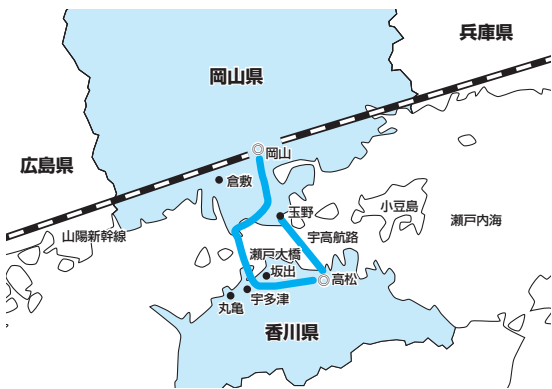 兵庫県
岡山県
岡山
広島県
倉敷
小豆島
玉野
瀬戸内海
山陽新幹線
宇高航路
瀬戸大橋
坂出
高松
宇多津
丸亀
香川県